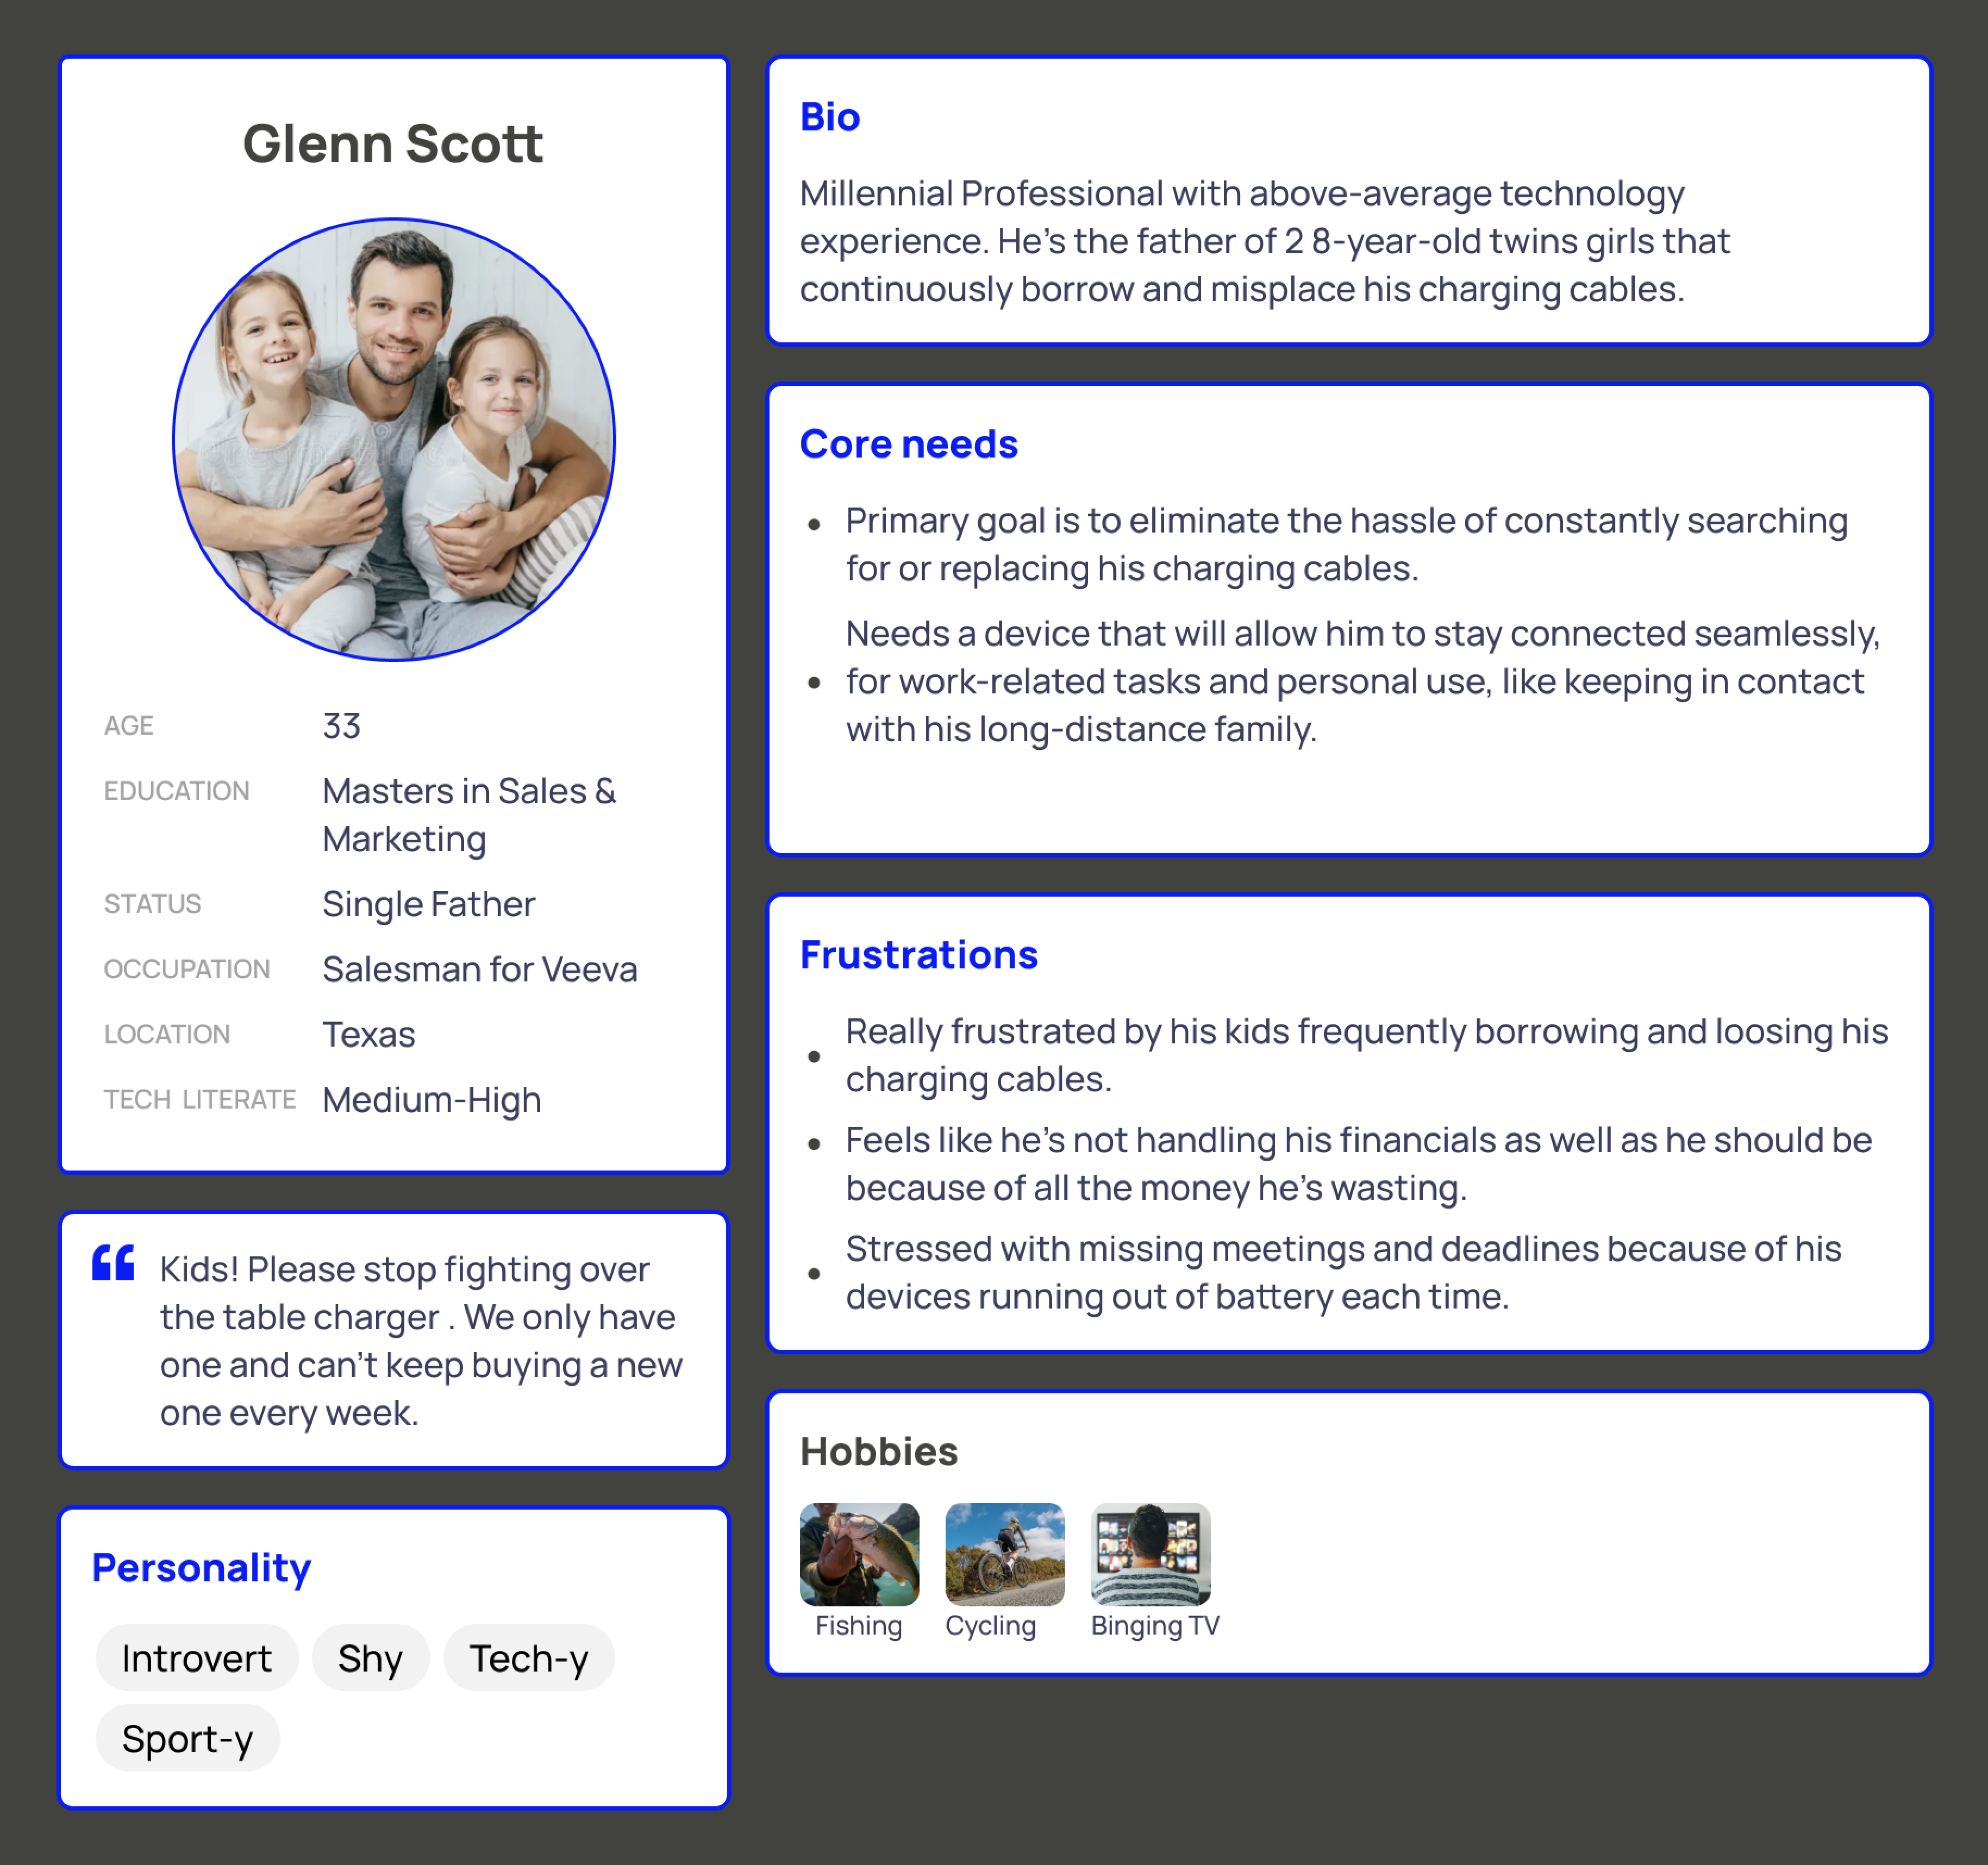 Glenn Scott
AGE 33
EDUCATION Masters in Sales &
Marketing
STATUS Single Father
OCCUPATION Salesman for Veeva
LOCATION Texas
TECH LITERATE Medium-High
“ Kids! Please stop fighting over
the table charger . We only have
one and can’t keep buying a new
one every week.
Personality
Introvert Shy Tech-y
Sport-y
Bio
Millennial Professional with above-average technology
experience. He’s the father of 2 8-year-old twins girls that
continuously borrow and misplace his charging cables.
Core needs
• Primary goal is to eliminate the hassle of constantly searching
for or replacing his charging cables.
Needs a device that will allow him to stay connected seamlessly,
• for work-related tasks and personal use, like keeping in contact
with his long-distance family.
Frustrations
• Really frustrated by his kids frequently borrowing and loosing his
charging cables.
• Feels like he’s not handling his financials as well as he should be
because of all the money he’s wasting.
• Stressed with missing meetings and deadlines because of his
devices running out of battery each time.
Hobbies
Fishing Cycling Binging TV